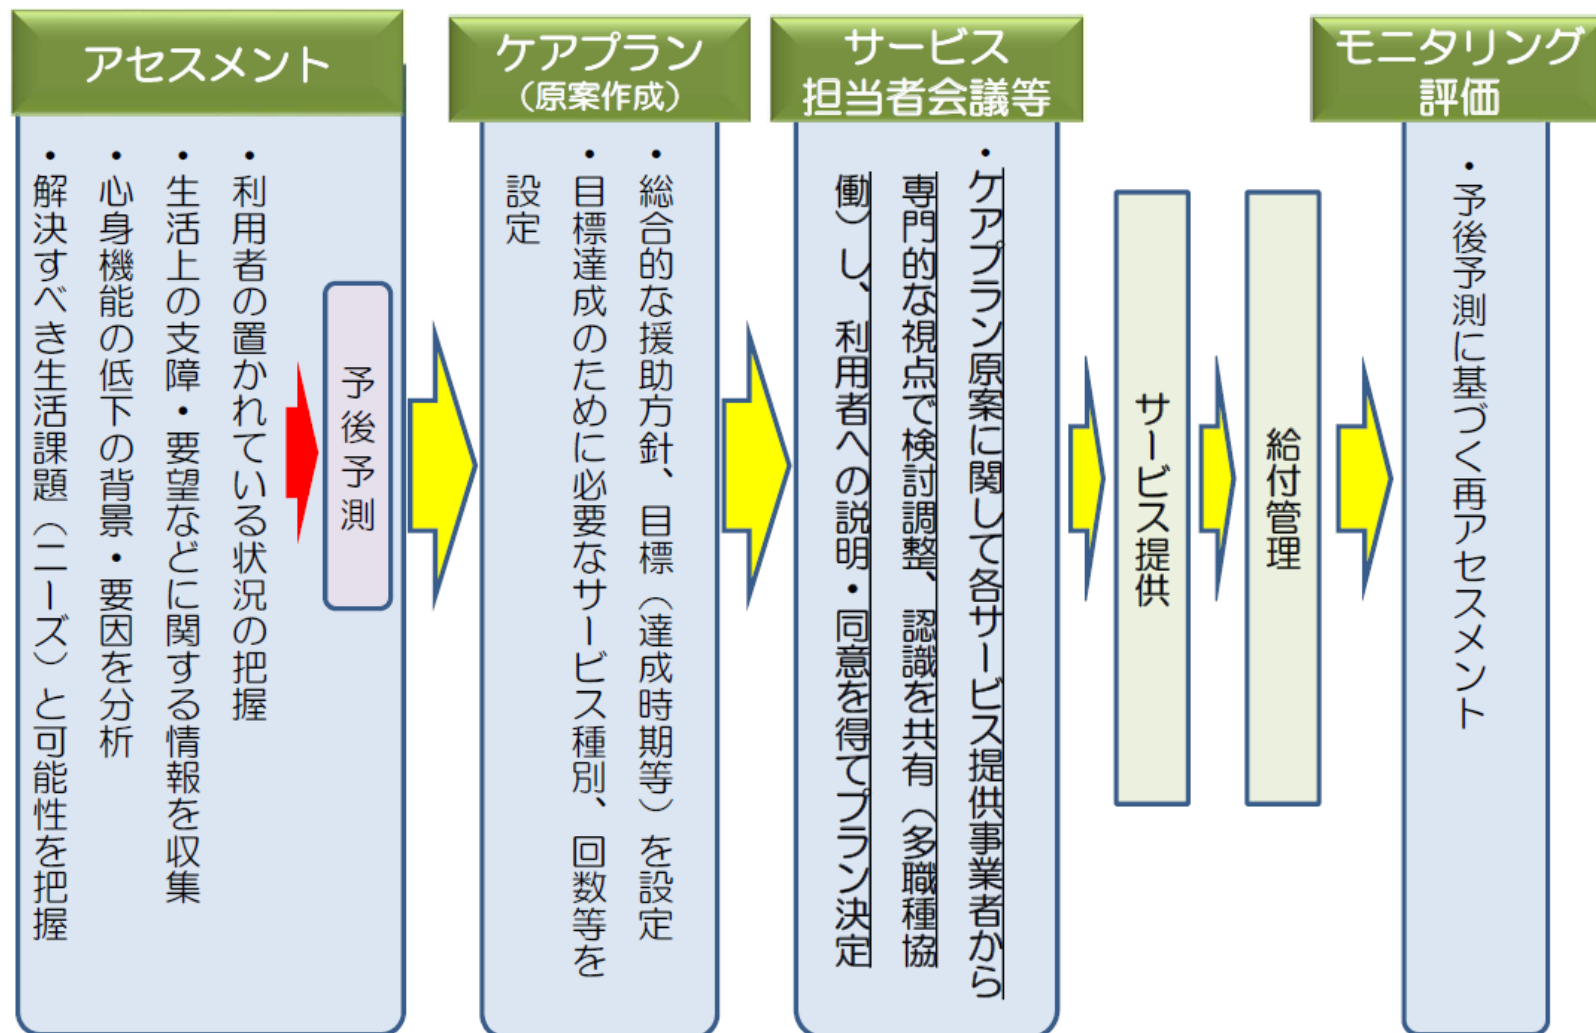 アセスメント
・利用者の置かれている状況の把握
・生活上の支障・要望などに関する情報を収集
・心身機能の低下の背景・要因を分析
・解決すべき生活課題（ニーズ）と可能性を把握
予後予測
ケアプラン
（原案作成）
・総合的な援助方針、目標（達成時期等）を設定
・目標達成のために必要なサービス種別、回数等を
設定
サービス
担当者会議等
・ケアプラン原案に関して各サービス提供事業者から
専門的な視点で検討調整、認識を共有（多職種協
働）し、利用者への説明・同意を得てプラン決定
サービス提供
給付管理
モニタリング
評価
・予後予測に基づく再アセスメント